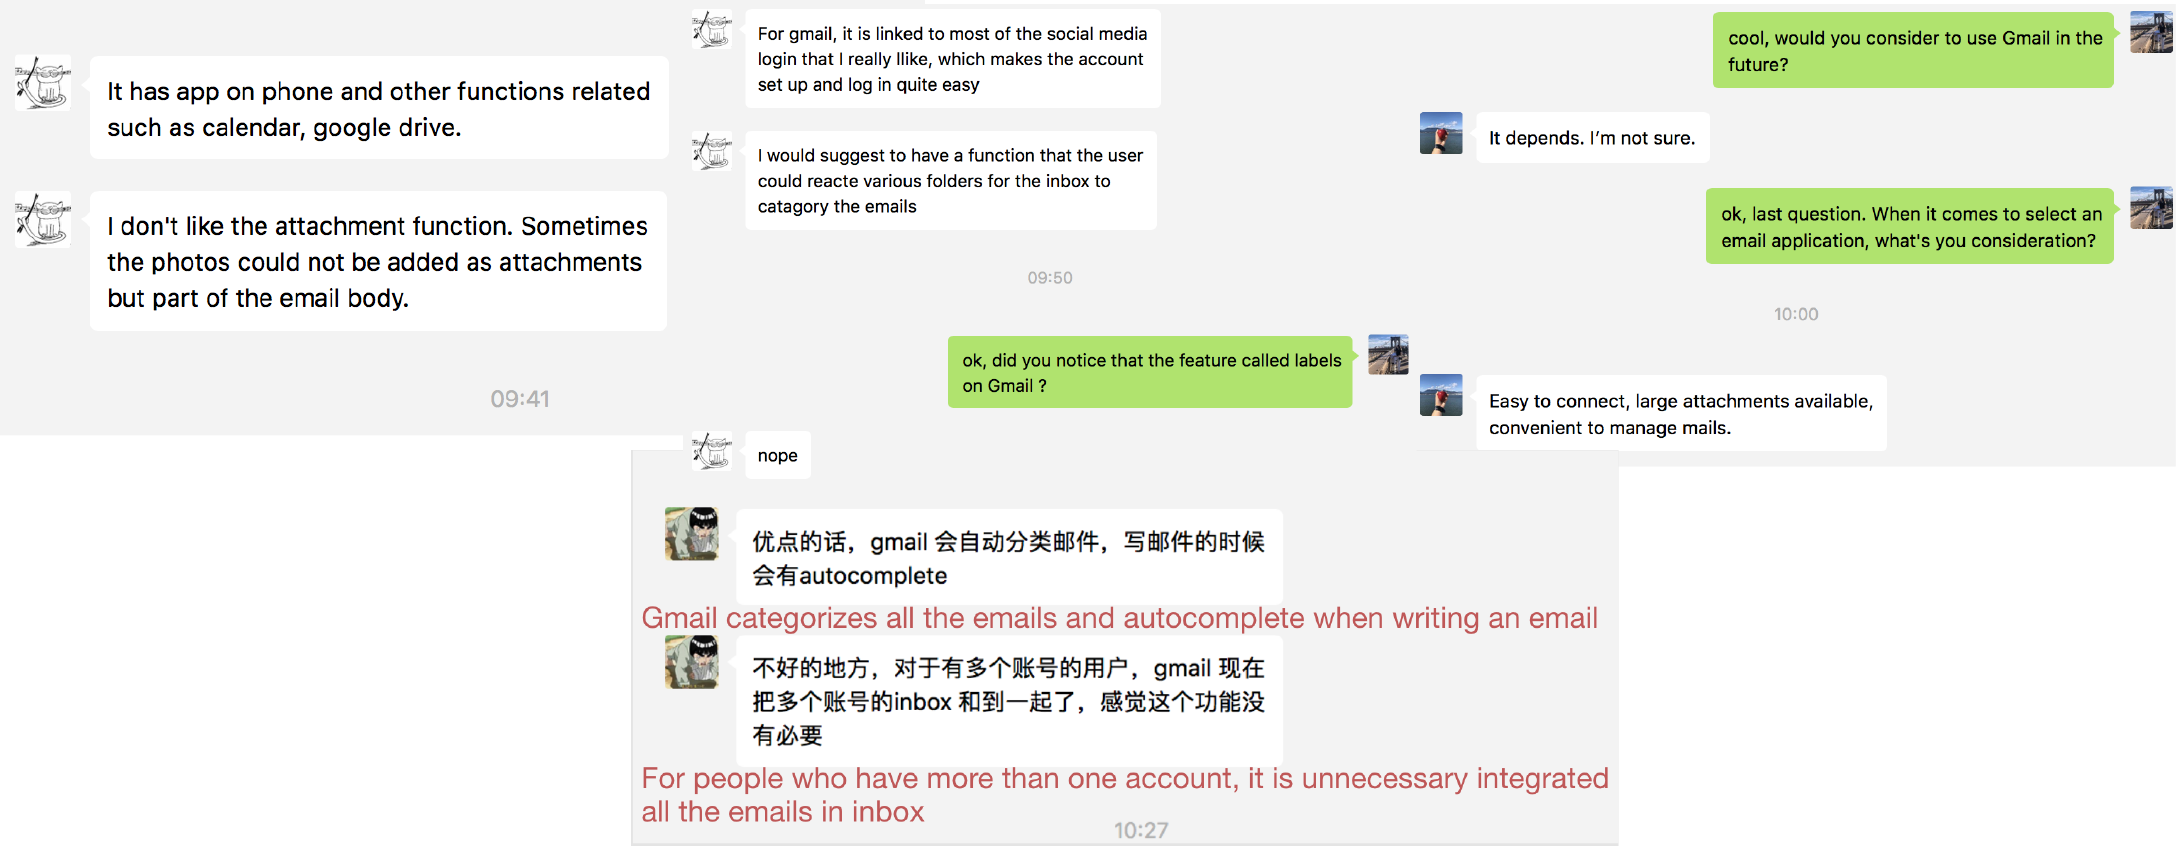 It has app on phone and other functions related
such as calendar, google drive.
I don't like the attachment function. Sometimes
the photos could not be added as attachments
but part of the email body.
09:41
For gmail, it is linked to most of the social media
login that I really llike, which makes the account
set up and log in quite easy
I would suggest to have a function that the user
could reacte various folders for the inbox to
catagory the emails
09:50
ok, did you notice that the feature called labels
on Gmail ?
nope
cool, would you consider to use Gmail in the
future?
It depends. I'm not sure.
ok, last question. When it comes to select an
email application, what's you consideration?
10:00
Easy to connect, large attachments available,
convenient to manage mails.
优点的话，gmail 会自动分类邮件，写邮件的时候
会有autocomplete
Gmail categorizes all the emails and autocomplete when writing an email
不好的地方，对于有多个账号的用户，gmail 现在
把多个账号的inbox 和到一起了，感觉这个功能没
有必要
For people who have more than one account, it is unnecessary integrated
all the emails in inbox
10:27